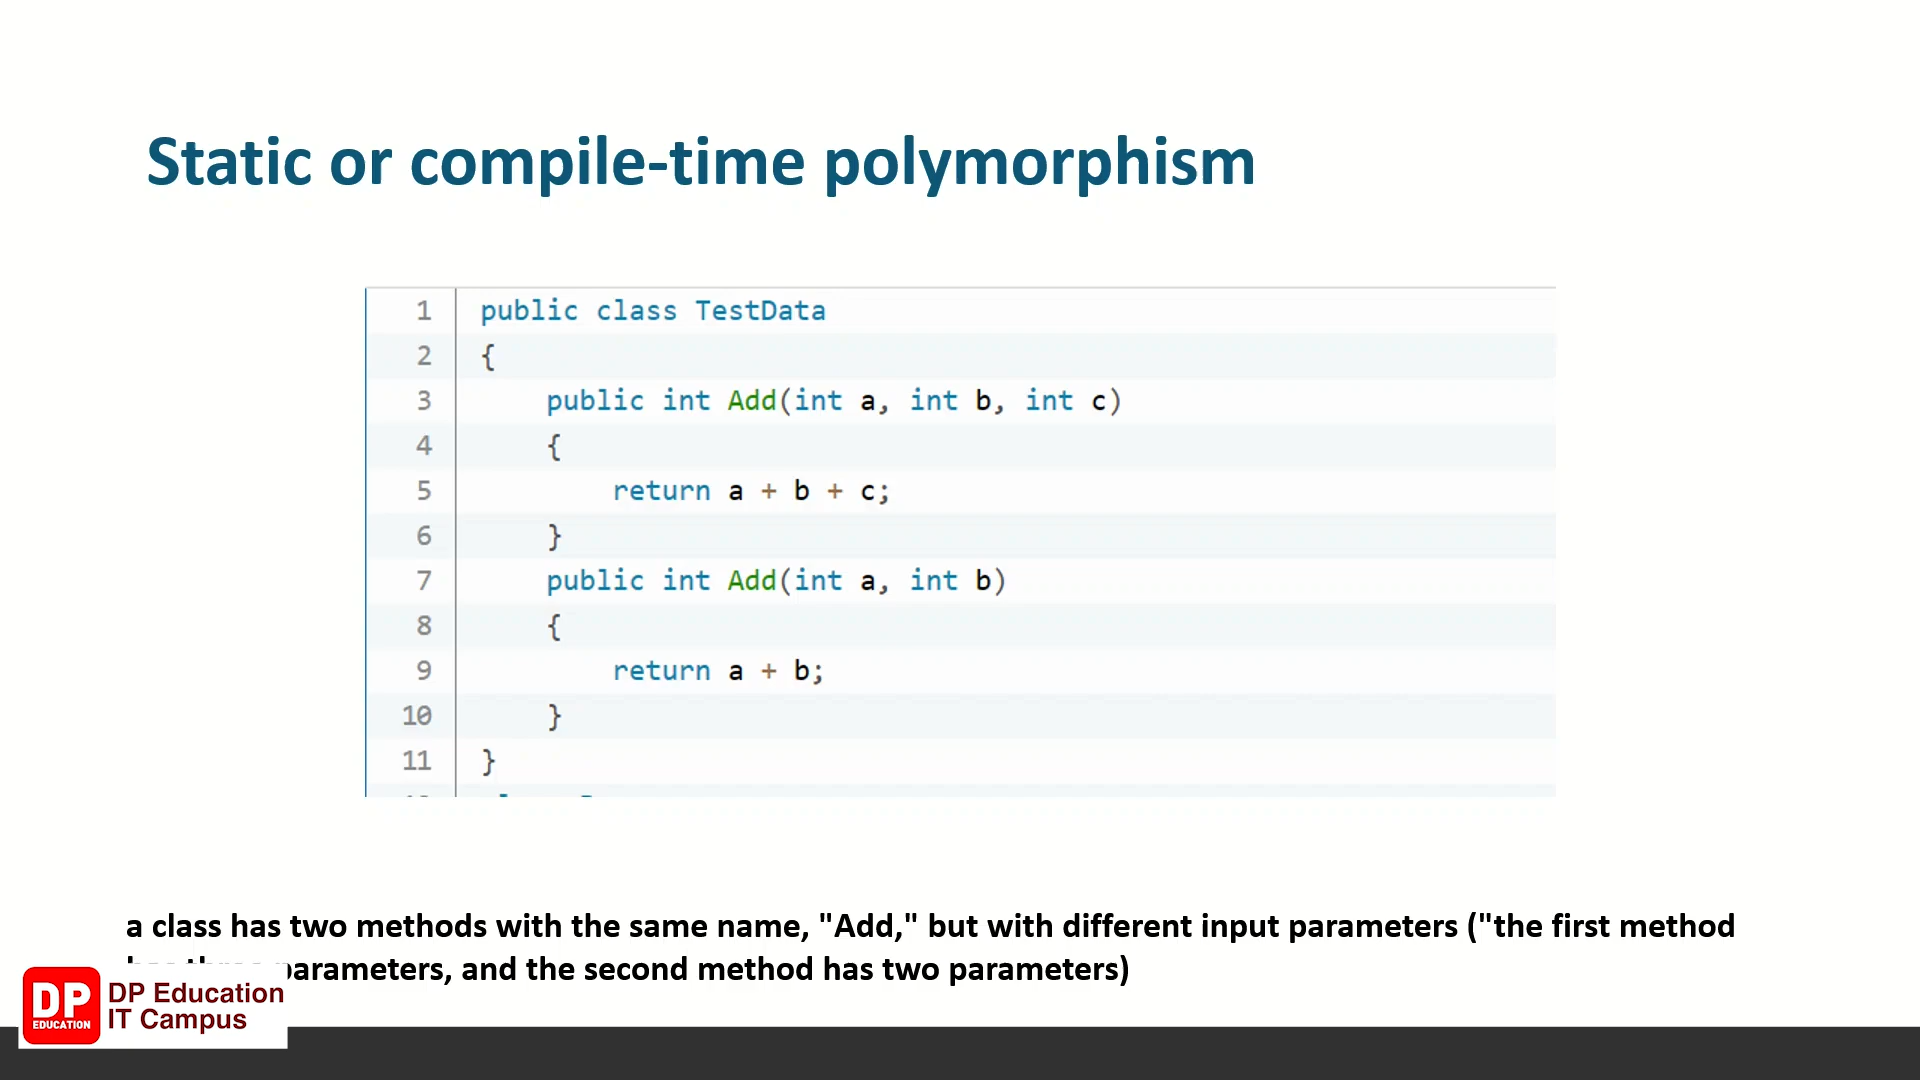 Static or compile-time polymorphism
1 public class TestData
2 {
3 public int Add(int a, int b, int c)
4 {
5 return a + b + c;
6 }
7 public int Add(int a, int b)
8 {
9 return a + b;
10 }
11 }
a class has two methods with the same name, "Add," but with different input parameters ("the first method
parameters, and the second method has two parameters)
DP
EDUCATION
DP Education
IT Campus